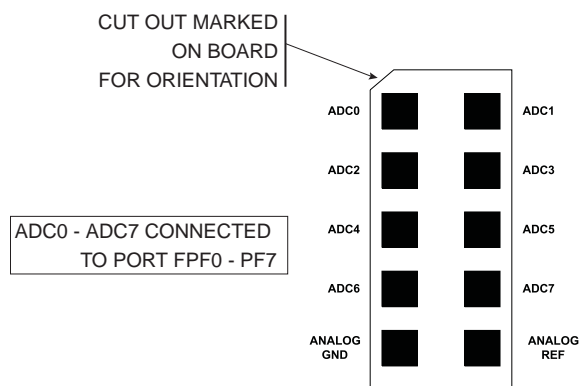 CUT OUT MARKED
ON BOARD
FOR ORIENTATION
ADC0
ADC1
ADC2
ADC3
ADC0 - ADC7 CONNECTED
TO PORT FPF0 - PF7
ADC4
ADC5
ADC6
ADC7
ANALOG
GND
ANALOG
REF